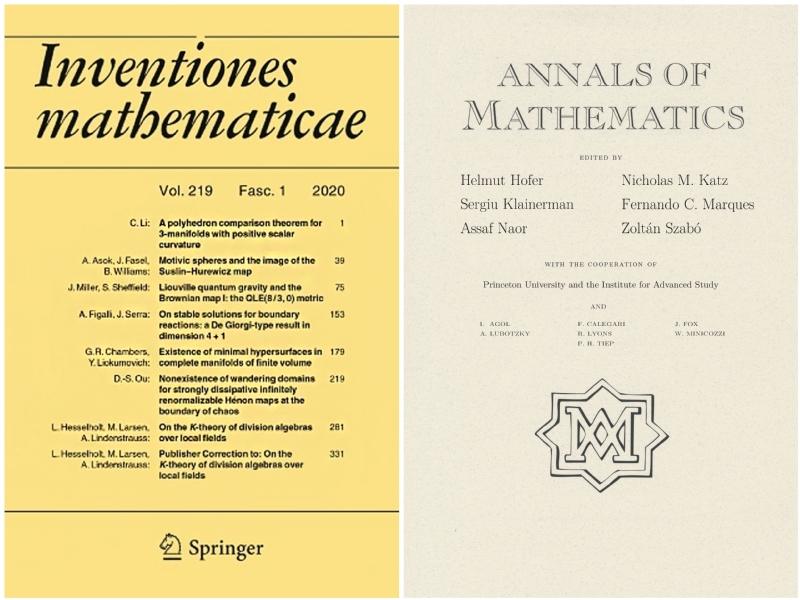 Inventiones
mathematicae
Vol. 219 Fasc. 1 2020
C. Li: A polyhedron comparison theorem for 1
3-manifolds with positive scalar
curvature
A. Asok, J. Fasel, Motivic spheres and the image of the 39
B. Williams: Suslin–Hurewicz map
J. Miller, S. Sheffield: Liouville quantum gravity and the 75
Brownian map I: the QLE(8/3, 0) metric
A. Figalli, J. Serra: On stable solutions for boundary 153
reactions: a De Giorgi-type result in
dimension 4 + 1
G.R. Chambers, Existence of minimal hypersurfaces in 179
Y. Liokumovich: complete manifolds of finite volume
D.-S. Ou: Nonexistence of wandering domains 219
for strongly dissipative infinitely
renormalizable Hénon maps at the
boundary of chaos
L. Hesselholt, M. Larsen, On the K-theory of division algebras 281
A. Lindenstrauss: over local fields
L. Hesselholt, M. Larsen, Publisher Correction to: On the 331
A. Lindenstrauss: K-theory of division algebras over
local fields
Springer
ANNALS OF
MATHEMATICS
EDITED BY
Helmut Hofer Nicholas M. Katz
Sergiu Klainerman Fernando C. Marques
Assaf Naor Zoltán Szabó
WITH THE COOPERATION OF
Princeton University and the Institute for Advanced Study
AND
I. AGOL F. CALEGARI J. FOX
A. LUBOTZKY R. LYONS W. MINICOZZI
P. H. TIEP